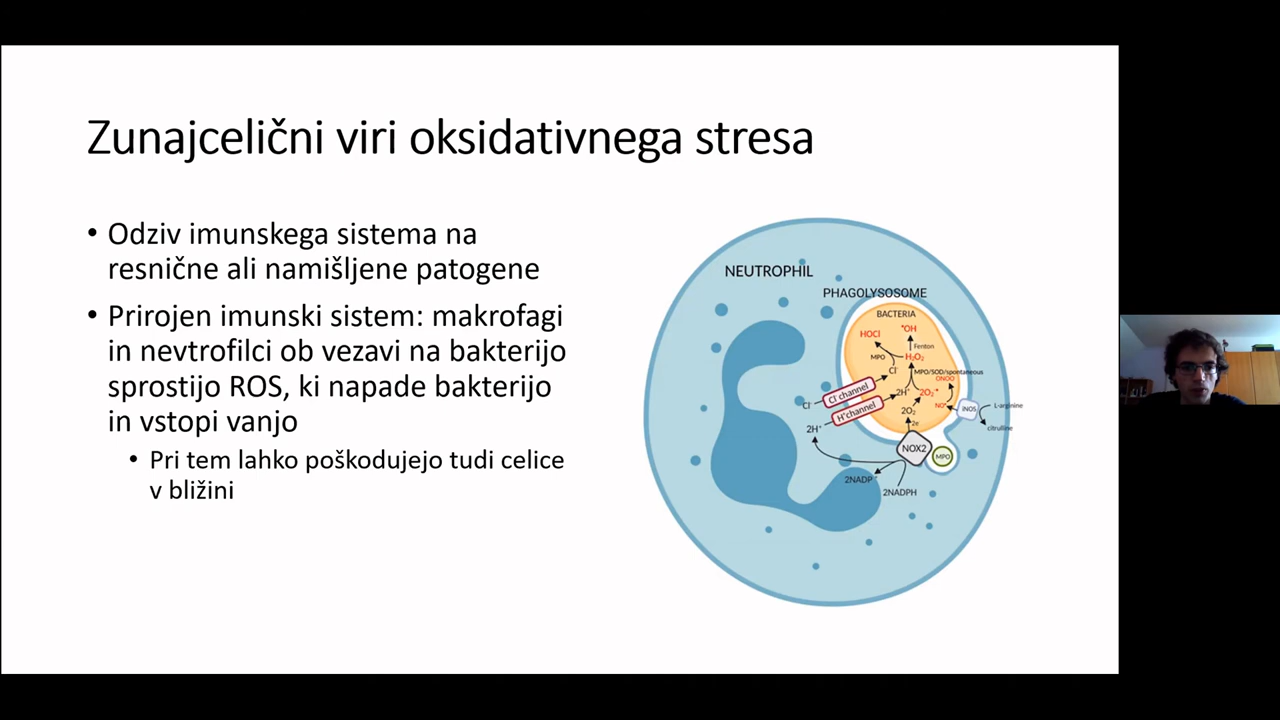 Zunajcelični viri oksidativnega stresa
• Odziv imunskega sistema na
resnične ali namišljene patogene
• Prirojen imunski sistem: makrofagi
in nevtrofilci ob vezavi na bakterijo
sprostijo ROS, ki napade bakterijo
in vstopi vanjo
• Pri tem lahko poškodujejo tudi celice
v bližini
NEUTROPHIL
PHAGOLYSOSOME
BACTERIA
HOCl
•OH
Fenton
MPO
H₂O₂
Cl⁻
MPO/SOD/spontaneous
ONOO⁻
Cl⁻ channel
2H⁺
2O₂•⁻
Cl⁻
H⁺channel
2O₂
NO•
iNOS
L-arginine
2e⁻
citrulline
2H⁺
NOX2
MPO
2NADP⁺
2NADPH